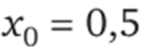 x₀ = 0,5